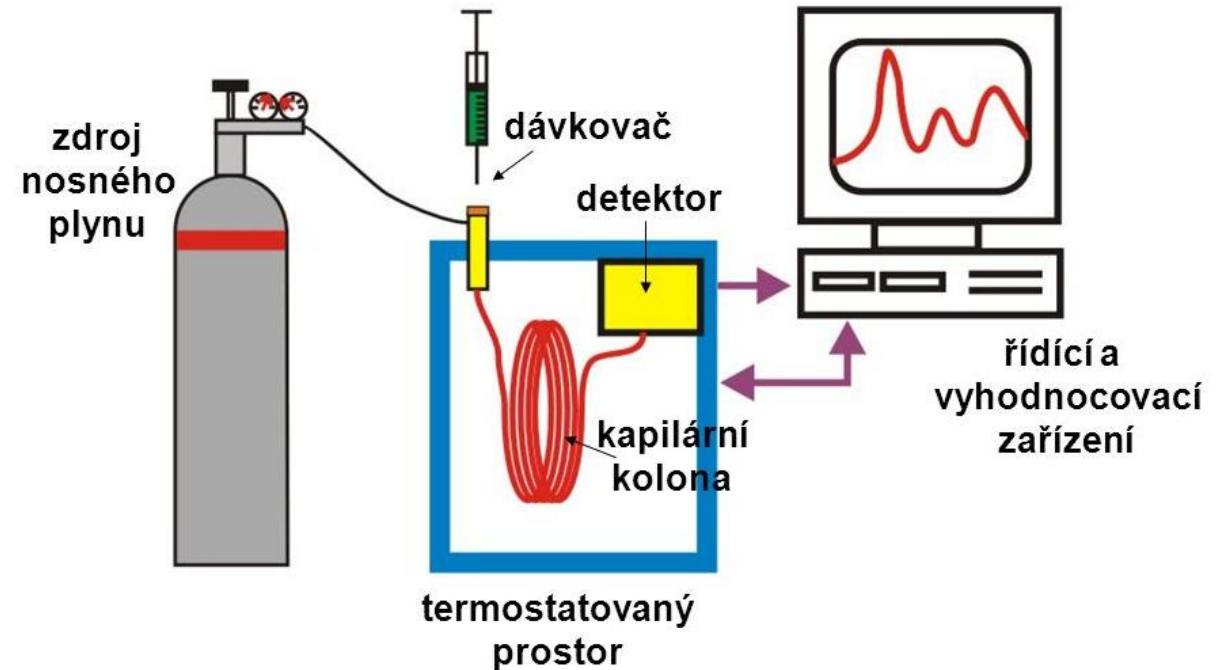 zdroj
nosného
plynu
dávkovač
detektor
kapilární
kolona
řídící a
vyhodnocovací
zařízení
termostatovaný
prostor